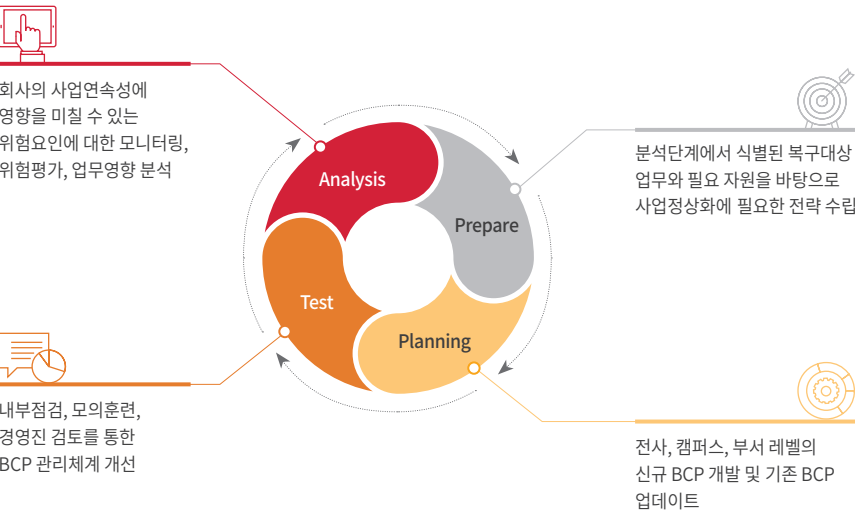 회사의 사업연속성에
영향을 미칠 수 있는
위험요인에 대한 모니터링,
위험평가, 업무영향 분석
분석단계에서 식별된 복구대상
업무와 필요 자원을 바탕으로
사업정상화에 필요한 전략 수립
Analysis
Prepare
Test
Planning
내부점검, 모의훈련,
경영진 검토를 통한
BCP 관리체계 개선
전사, 캠퍼스, 부서 레벨의
신규 BCP 개발 및 기존 BCP
업데이트